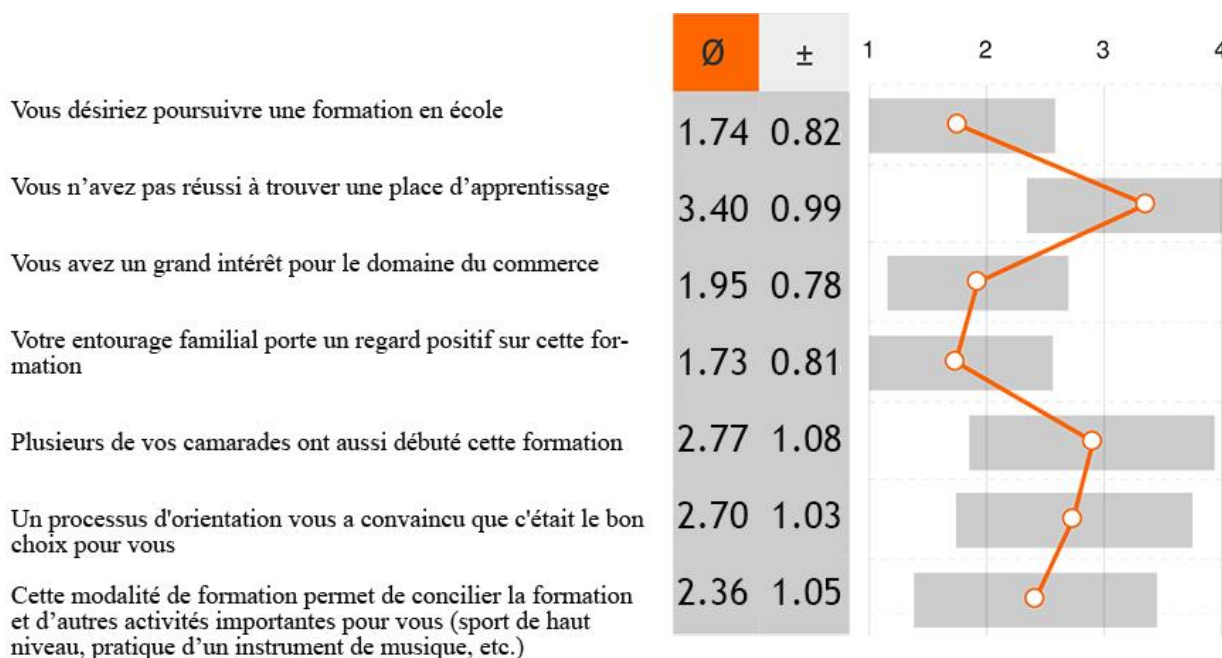 Ø ± 1 2 3 4
Vous désiriez poursuivre une formation en école
1.74 0.82
Vous n’avez pas réussi à trouver une place d’apprentissage
3.40 0.99
Vous avez un grand intérêt pour le domaine du commerce
1.95 0.78
Votre entourage familial porte un regard positif sur cette for-
mation
1.73 0.81
Plusieurs de vos camarades ont aussi débuté cette formation
2.77 1.08
Un processus d'orientation vous a convaincu que c'était le bon
choix pour vous
2.70 1.03
Cette modalité de formation permet de concilier la formation
et d’autres activités importantes pour vous (sport de haut
niveau, pratique d’un instrument de musique, etc.)
2.36 1.05